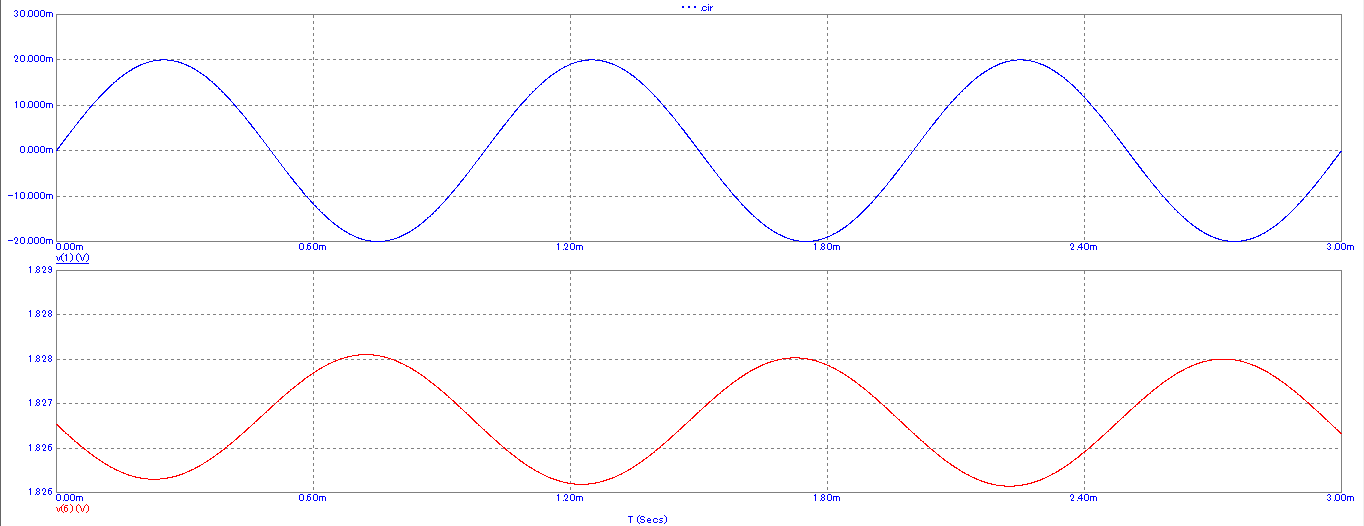 ... .cir
30.000m
20.000m
10.000m
0.000m
-10.000m
-20.000m
0.00m 0.60m 1.20m 1.80m 2.40m 3.00m
v(1)(V)
1.829
1.828
1.828
1.827
1.826
1.826
0.00m 0.60m 1.20m 1.80m 2.40m 3.00m
v(6)(V)
T (Secs)